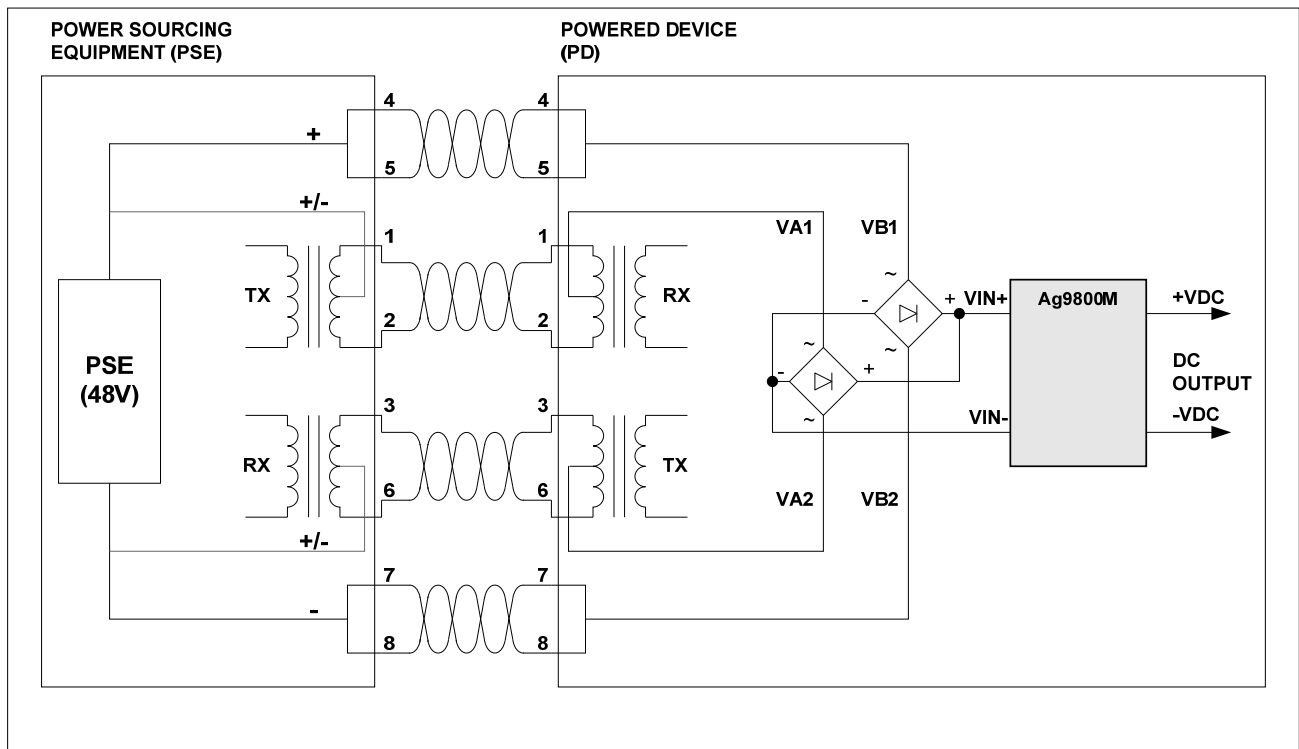 POWER SOURCING
EQUIPMENT (PSE)
POWERED DEVICE
(PD)
4
4
+
5
5
+/-
1
1
VA1
VB1
TX
RX
~
- + VIN+
Ag9800M
+VDC
2
2
~
~
PSE
(48V)
- +
DC
OUTPUT
3
3
~
VIN-
-VDC
RX
TX
6
6
VA2
VB2
+/-
7
7
-
8
8